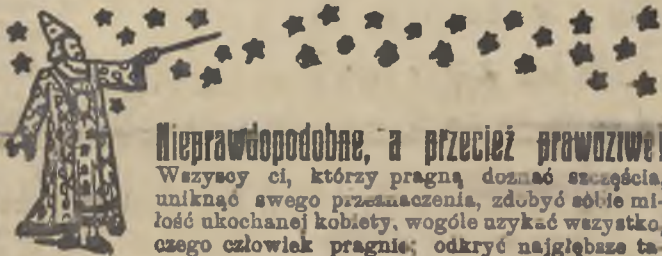 Nieprawdopodobne, a przecież prawdziwe!
Wszyscy ci, którzy pragną doznać szczęścia,
uniknąć swego przeznaczenia, zdobyć sobie mi-
łość ukochanej kobiety, wogóle uzykać wszystko,
czego człowiek pragnie; odkryć najgłębsze ta-